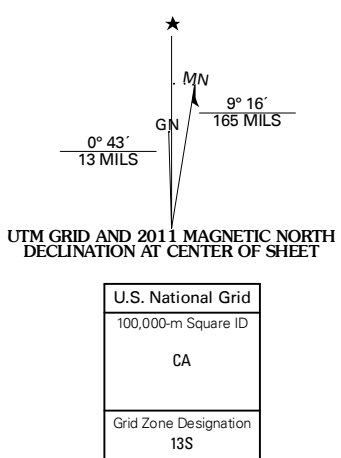 MN
9° 16´
165 MILS
GN
0° 43´
13 MILS
UTM GRID AND 2011 MAGNETIC NORTH
DECLINATION AT CENTER OF SHEET
U.S. National Grid
100,000-m Square ID
CA
Grid Zone Designation
13S